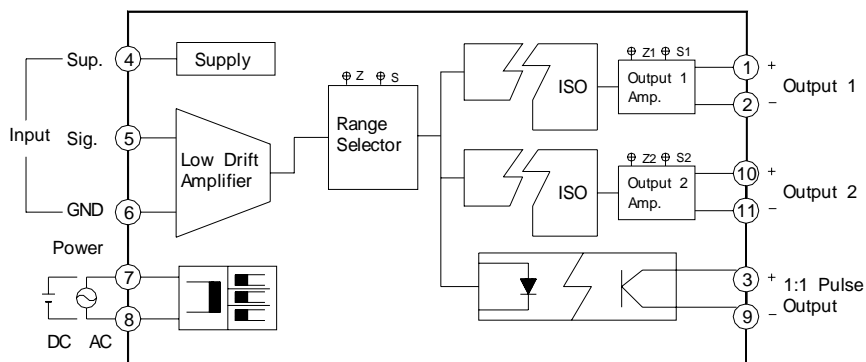 Sup.
4
Supply
Input
Sig.
5
Low Drift
Amplifier
GND
6
Power
7
8
DC
AC
Z
S
Range
Selector
ISO
Z1
S1
Output 1
Amp.
1
+
2
−
Output 1
ISO
Z2
S2
Output 2
Amp.
10
+
11
−
Output 2
3
+
9
−
1:1 Pulse
Output